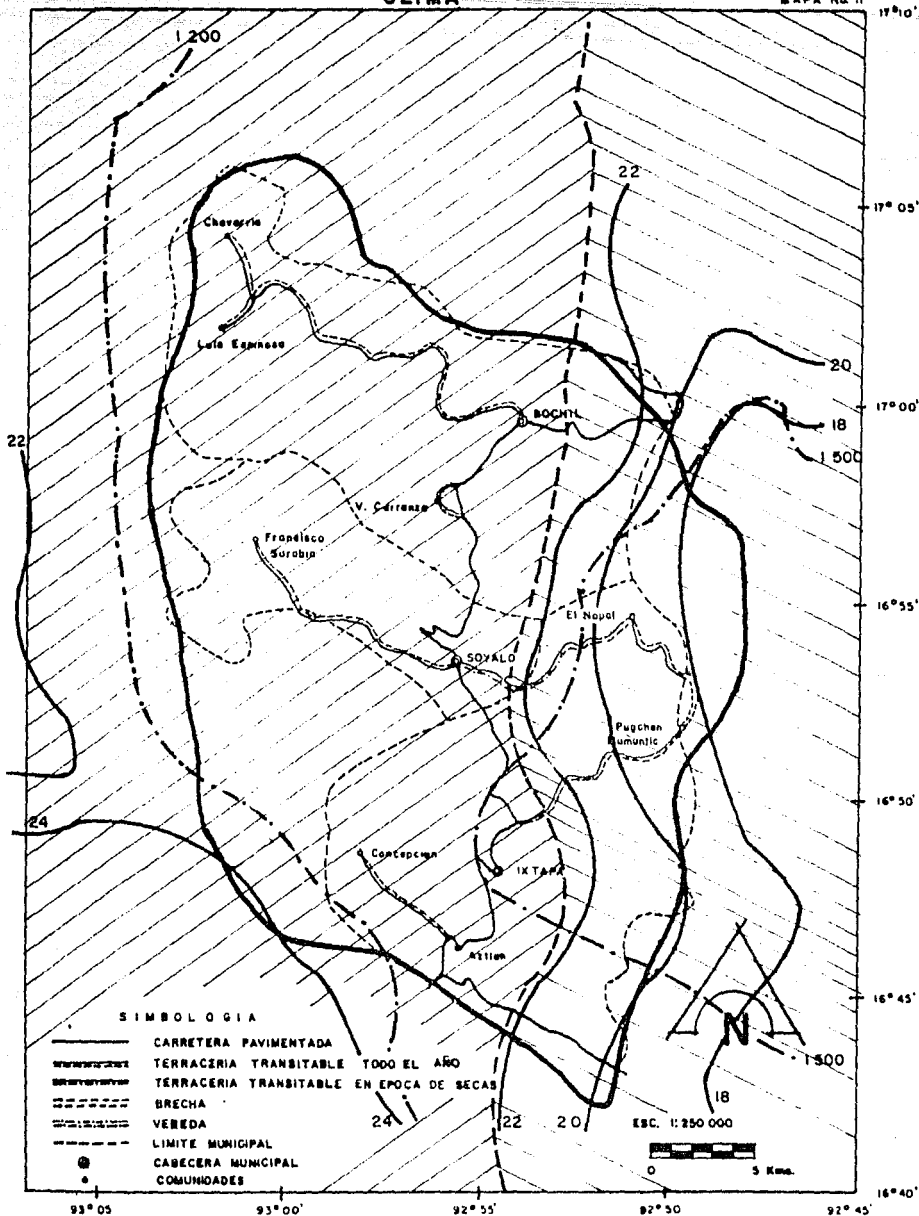 CLIMA
MAPA No. 11
17°10'
1 200
22
17° 05'
Chavarria
Luis Espinosa
20
17° 00'
BOCHIL
18
1 500
22
V. Carranza
Francisco
Sarabia
16° 55'
El Nopal
SOYALO
Pugchen
Mumuntic
16° 50'
24
Concepcion
IXTAPA
Aztlan
16° 45'
N
1500
18
24
22
20
SIMBOLOGIA
CARRETERA PAVIMENTADA
TERRACERIA TRANSITABLE TODO EL AÑO
TERRACERIA TRANSITABLE EN EPOCA DE SECAS
BRECHA
VEREDA
LIMITE MUNICIPAL
CABECERA MUNICIPAL
COMUNIDADES
ESC. 1:250 000
0 5 Kms.
16°40'
93°05' 93°00' 92°55' 92°50' 92°45'